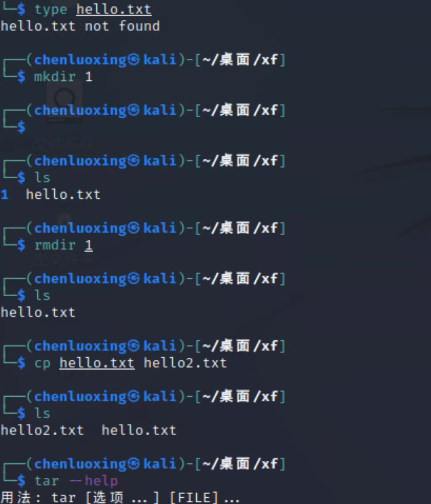 └─$ type hello.txt
hello.txt not found
┌──(chenluoxing㉿kali)-[~/桌面/xf]
└─$ mkdir 1
┌──(chenluoxing㉿kali)-[~/桌面/xf]
└─$
┌──(chenluoxing㉿kali)-[~/桌面/xf]
└─$ ls
1  hello.txt
┌──(chenluoxing㉿kali)-[~/桌面/xf]
└─$ rmdir 1
┌──(chenluoxing㉿kali)-[~/桌面/xf]
└─$ ls
hello.txt
┌──(chenluoxing㉿kali)-[~/桌面/xf]
└─$ cp hello.txt hello2.txt
┌──(chenluoxing㉿kali)-[~/桌面/xf]
└─$ ls
hello2.txt  hello.txt
┌──(chenluoxing㉿kali)-[~/桌面/xf]
└─$ tar --help
用法: tar [选项...] [FILE]...